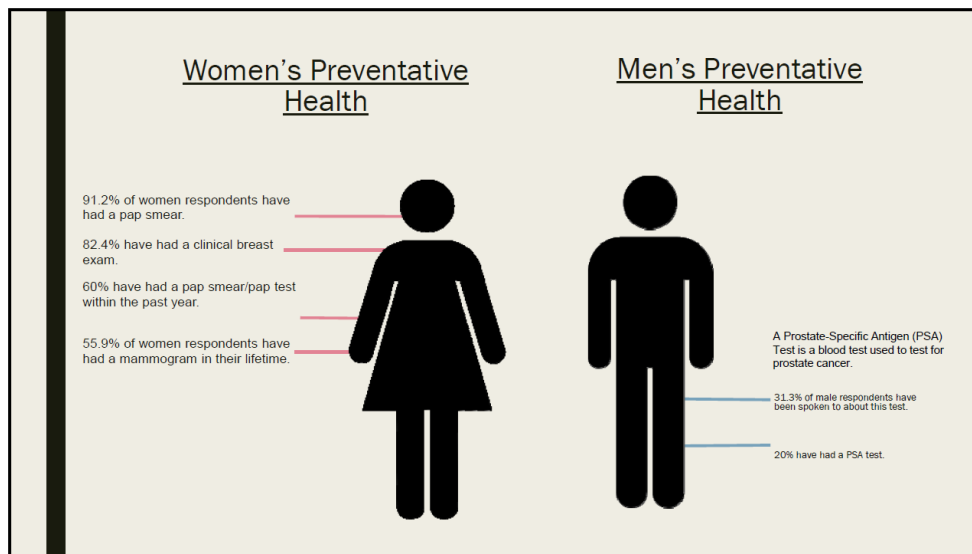 Women's Preventative
Health
Men's Preventative
Health
91.2% of women respondents have
had a pap smear.
82.4% have had a clinical breast
exam.
60% have had a pap smear/pap test
within the past year.
55.9% of women respondents have
had a mammogram in their lifetime.
A Prostate-Specific Antigen (PSA)
Test is a blood test used to test for
prostate cancer.
31.3% of male respondents have
been spoken to about this test.
20% have had a PSA test.